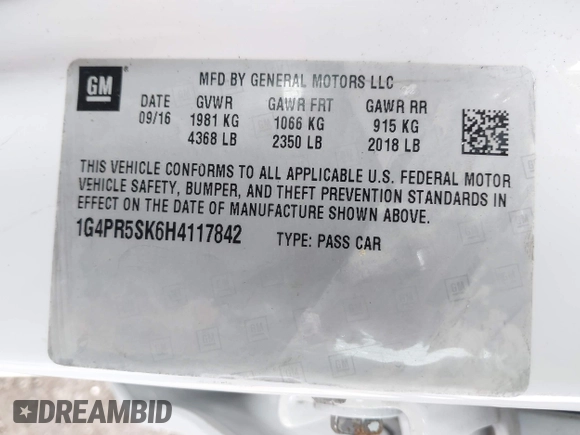 GM
MFD BY GENERAL MOTORS LLC
DATE GVWR GAWR FRT GAWR RR
09/16 1981 KG 1066 KG 915 KG
4368 LB 2350 LB 2018 LB
THIS VEHICLE CONFORMS TO ALL APPLICABLE U.S. FEDERAL MOTOR
VEHICLE SAFETY, BUMPER, AND THEFT PREVENTION STANDARDS IN
EFFECT ON THE DATE OF MANUFACTURE SHOWN ABOVE.
1G4PR5SK6H4117842 TYPE: PASS CAR
DREAMBID